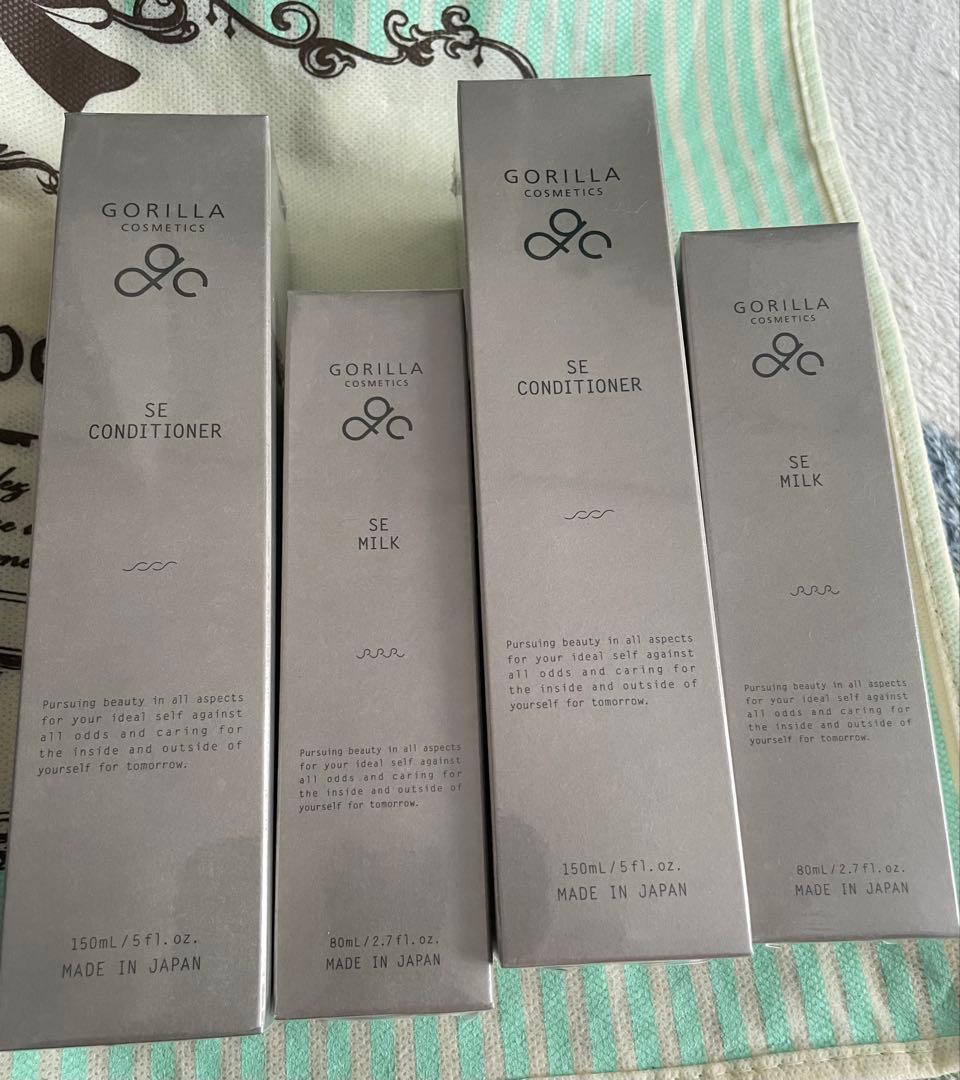 GORILLA
COSMETICS
SE
CONDITIONER
Pursuing beauty in all aspects
for your ideal self against
all odds and caring for
the inside and outside of
yourself for tomorrow.
150mL/5fl.oz.
MADE IN JAPAN
GORILLA
COSMETICS
SE
MILK
Pursuing beauty in all aspects
for your ideal self against
all odds and caring for
the inside and outside of
yourself for tomorrow.
80mL/2.7fl.oz.
MADE IN JAPAN
GORILLA
COSMETICS
SE
CONDITIONER
Pursuing beauty in all aspects
for your ideal self against
all odds and caring for
the inside and outside of
yourself for tomorrow.
150mL/5fl.oz.
MADE IN JAPAN
GORILLA
COSMETICS
SE
MILK
Pursuing beauty in all aspects
for your ideal self against
all odds and caring for
the inside and outside of
yourself for tomorrow.
80mL/2.7fl.oz.
MADE IN JAPAN